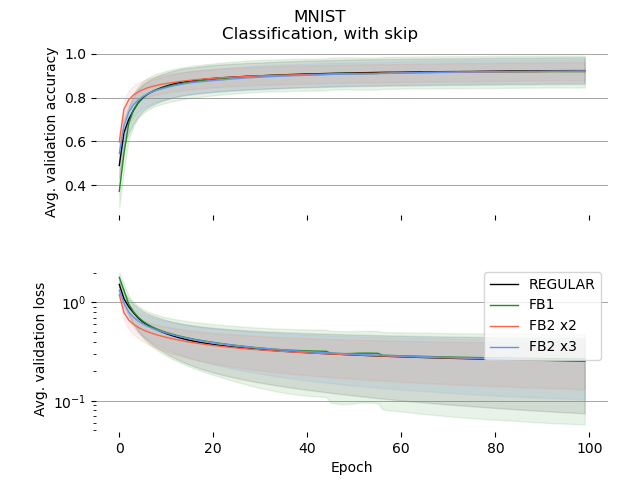 MNIST
Classification, with skip
Avg. validation accuracy
1.0
0.8
0.6
0.4
0
20
40
60
80
100
Avg. validation loss
10⁰
10⁻¹
REGULAR
FB1
FB2 x2
FB2 x3
Epoch